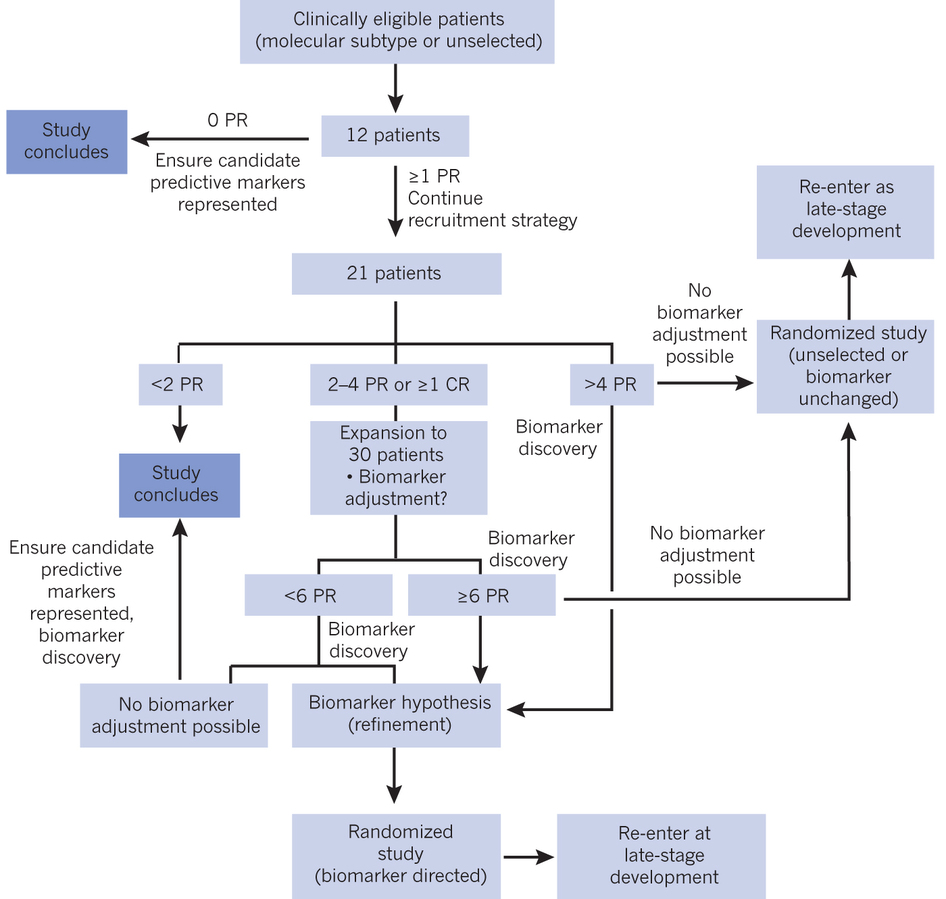 Clinically eligible patients
(molecular subtype or unselected)
0 PR
12 patients
Study
concludes
Ensure candidate
predictive markers
represented
≥1 PR
Continue
recruitment strategy
Re-enter as
late-stage
development
21 patients
No
biomarker
adjustment
possible
Randomized study
(unselected or
biomarker
unchanged)
<2 PR
2–4 PR or ≥1 CR
>4 PR
Expansion to
30 patients
• Biomarker
adjustment?
Biomarker
discovery
Study
concludes
Ensure candidate
predictive
markers
represented,
biomarker
discovery
Biomarker
discovery
No biomarker
adjustment
possible
<6 PR
≥6 PR
Biomarker
discovery
No biomarker
adjustment possible
Biomarker hypothesis
(refinement)
Randomized
study
(biomarker directed)
Re-enter at
late-stage
development